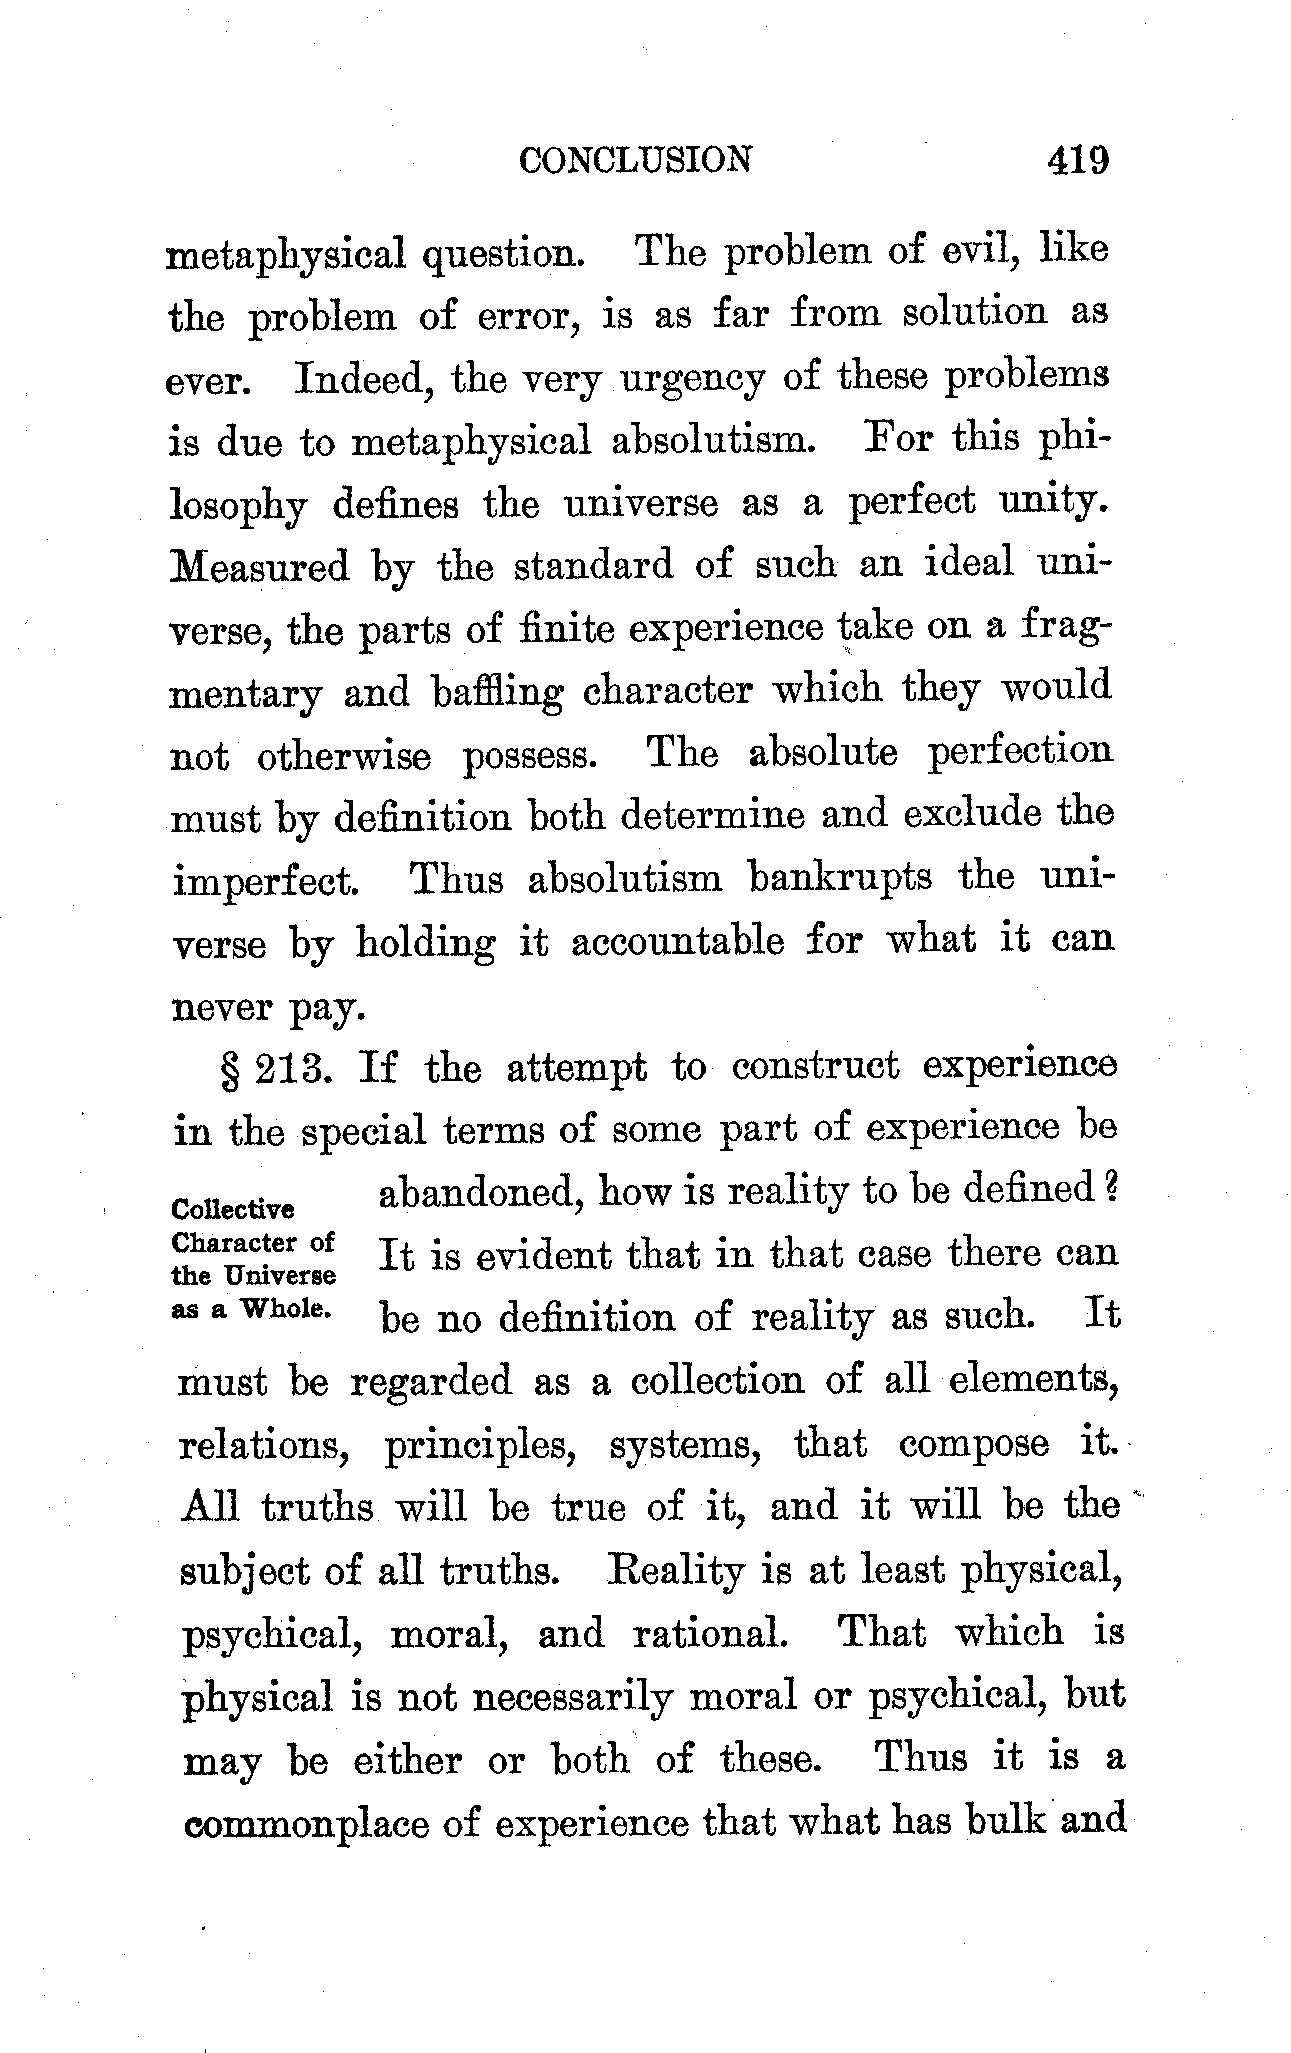 CONCLUSION 419
metaphysical question. The problem of evil, like
the problem of error, is as far from solution as
ever. Indeed, the very urgency of these problems
is due to metaphysical absolutism. For this phi-
losophy defines the universe as a perfect unity.
Measured by the standard of such an ideal uni-
verse, the parts of finite experience take on a frag-
mentary and baffling character which they would
not otherwise possess. The absolute perfection
must by definition both determine and exclude the
imperfect. Thus absolutism bankrupts the uni-
verse by holding it accountable for what it can
never pay.
§ 213. If the attempt to construct experience
in the special terms of some part of experience be
Collective
Character of
the Universe
as a Whole.
abandoned, how is reality to be defined?
It is evident that in that case there can
be no definition of reality as such. It
must be regarded as a collection of all elements,
relations, principles, systems, that compose it.
All truths will be true of it, and it will be the
subject of all truths. Reality is at least physical,
psychical, moral, and rational. That which is
physical is not necessarily moral or psychical, but
may be either or both of these. Thus it is a
commonplace of experience that what has bulk and